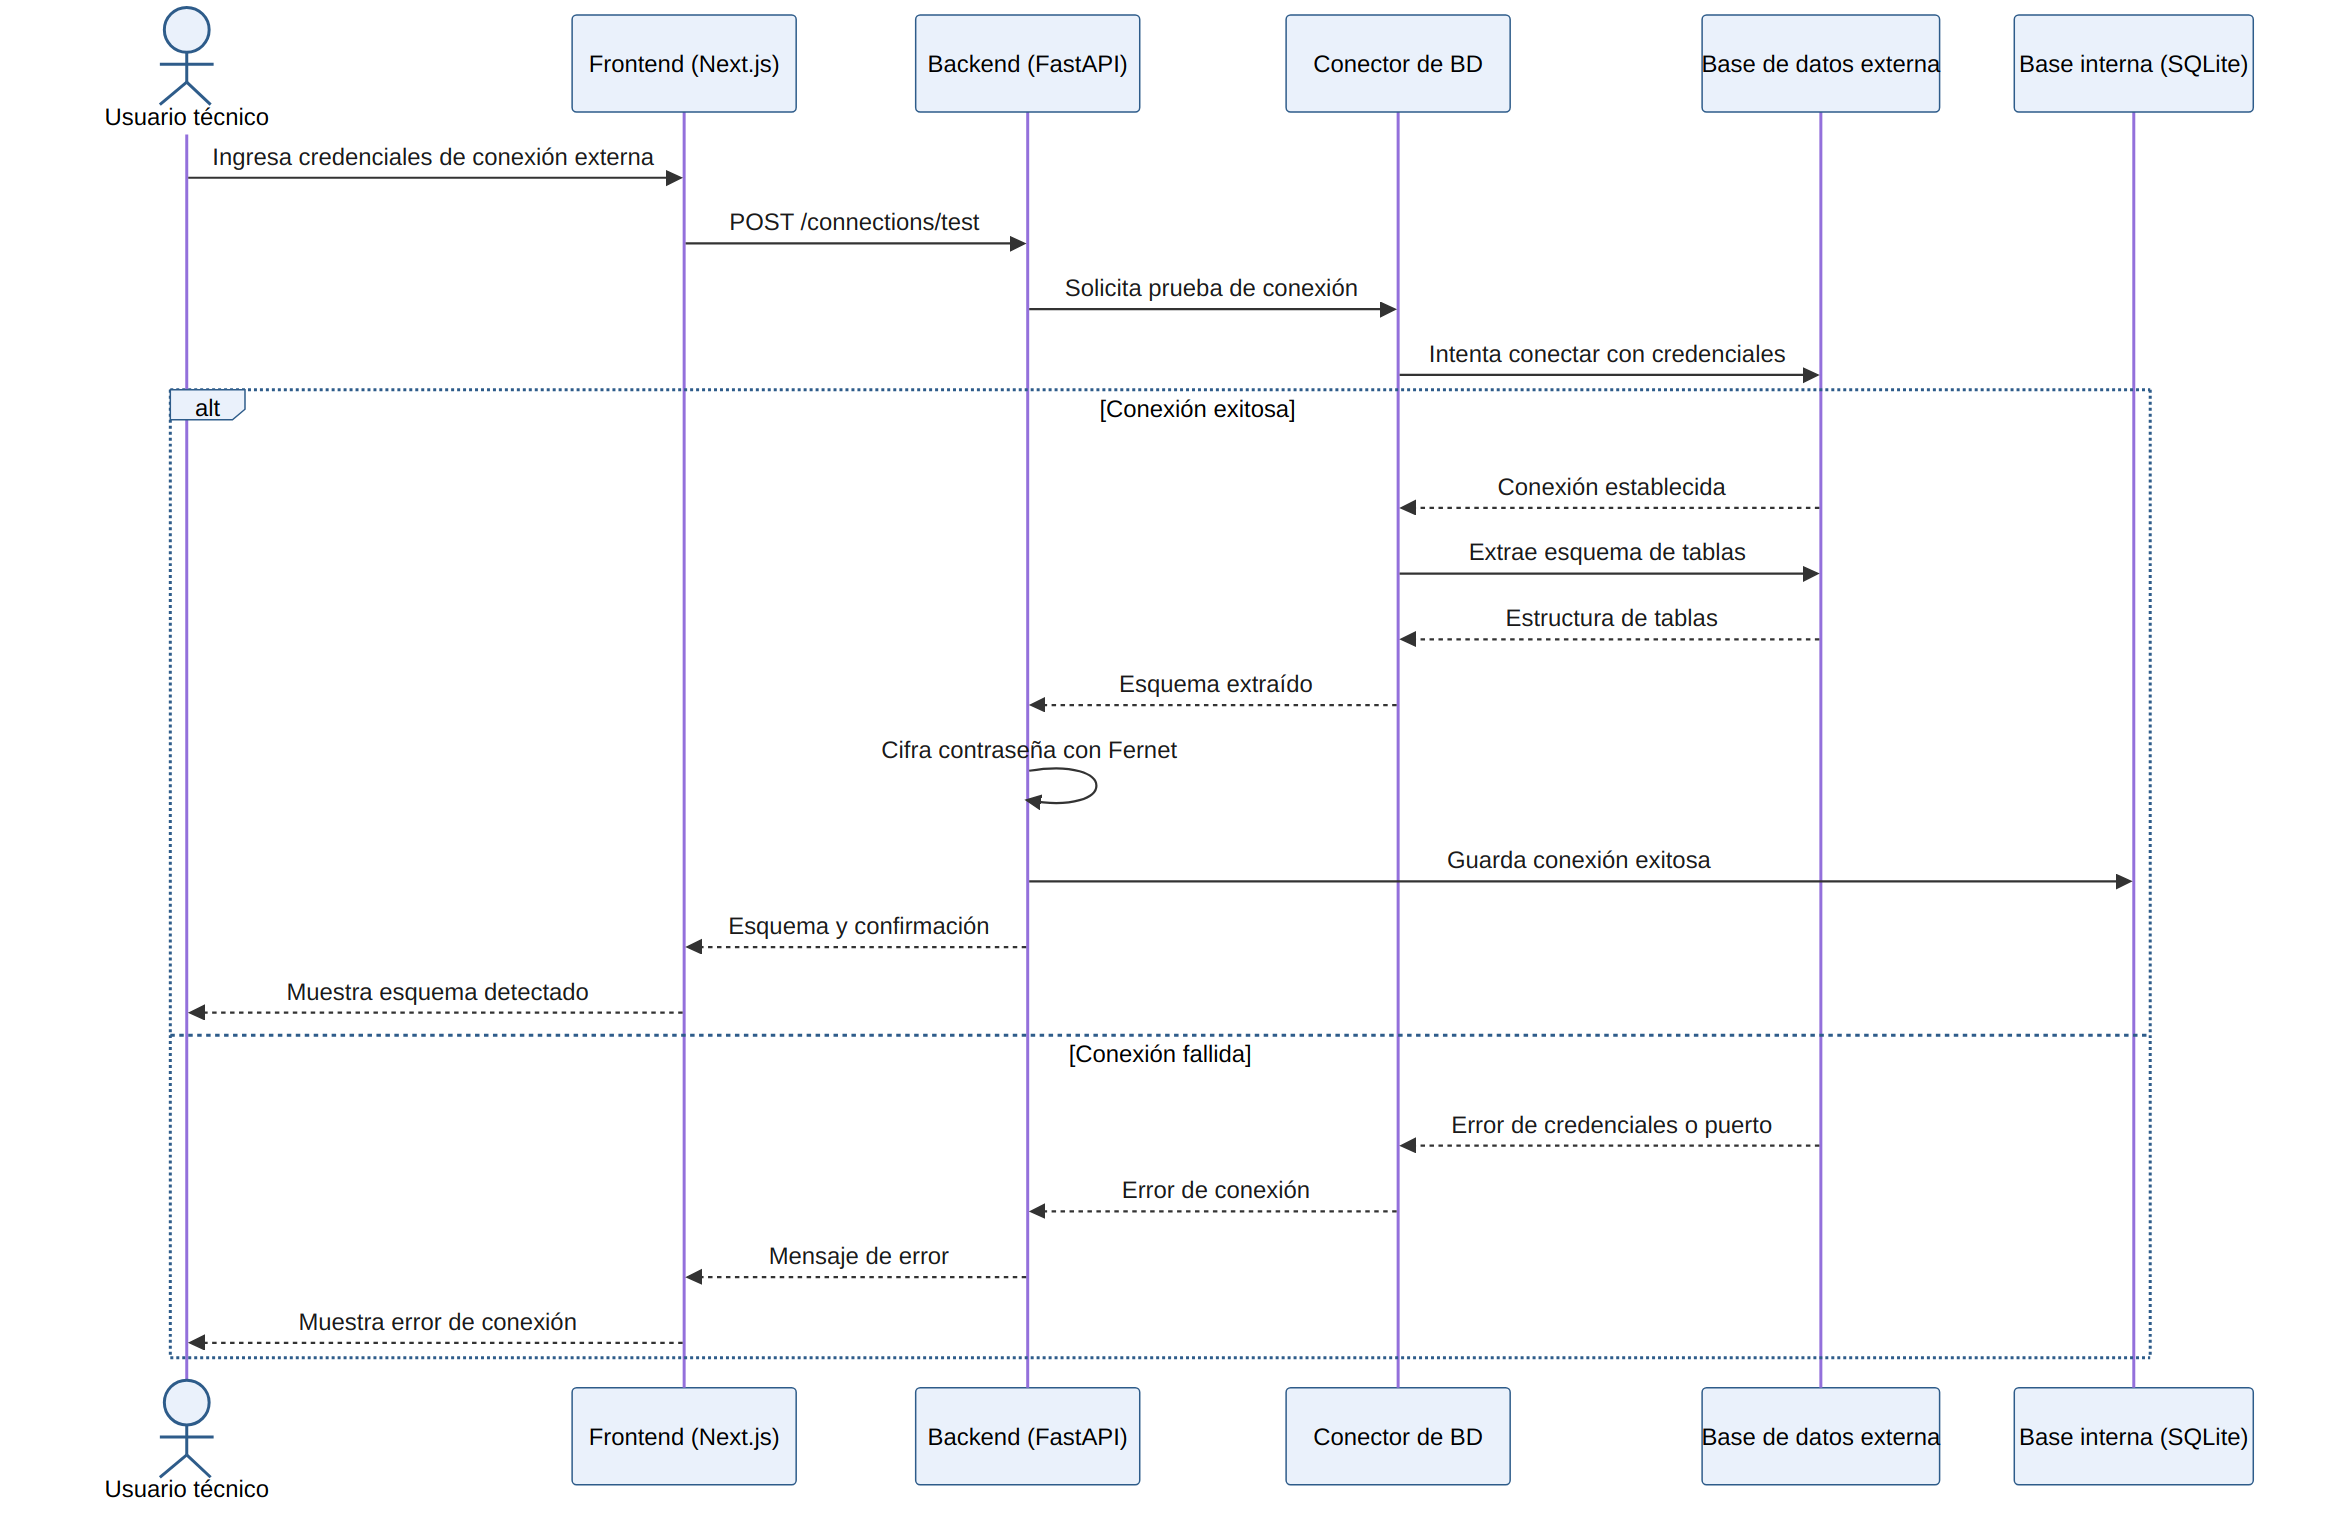 Usuario técnico
Frontend (Next.js)
Backend (FastAPI)
Conector de BD
Base de datos externa
Base interna (SQLite)
Ingresa credenciales de conexión externa
POST /connections/test
Solicita prueba de conexión
Intenta conectar con credenciales
alt
[Conexión exitosa]
Conexión establecida
Extrae esquema de tablas
Estructura de tablas
Esquema extraído
Cifra contraseña con Fernet
Guarda conexión exitosa
Esquema y confirmación
Muestra esquema detectado
[Conexión fallida]
Error de credenciales o puerto
Error de conexión
Mensaje de error
Muestra error de conexión
Usuario técnico
Frontend (Next.js)
Backend (FastAPI)
Conector de BD
Base de datos externa
Base interna (SQLite)